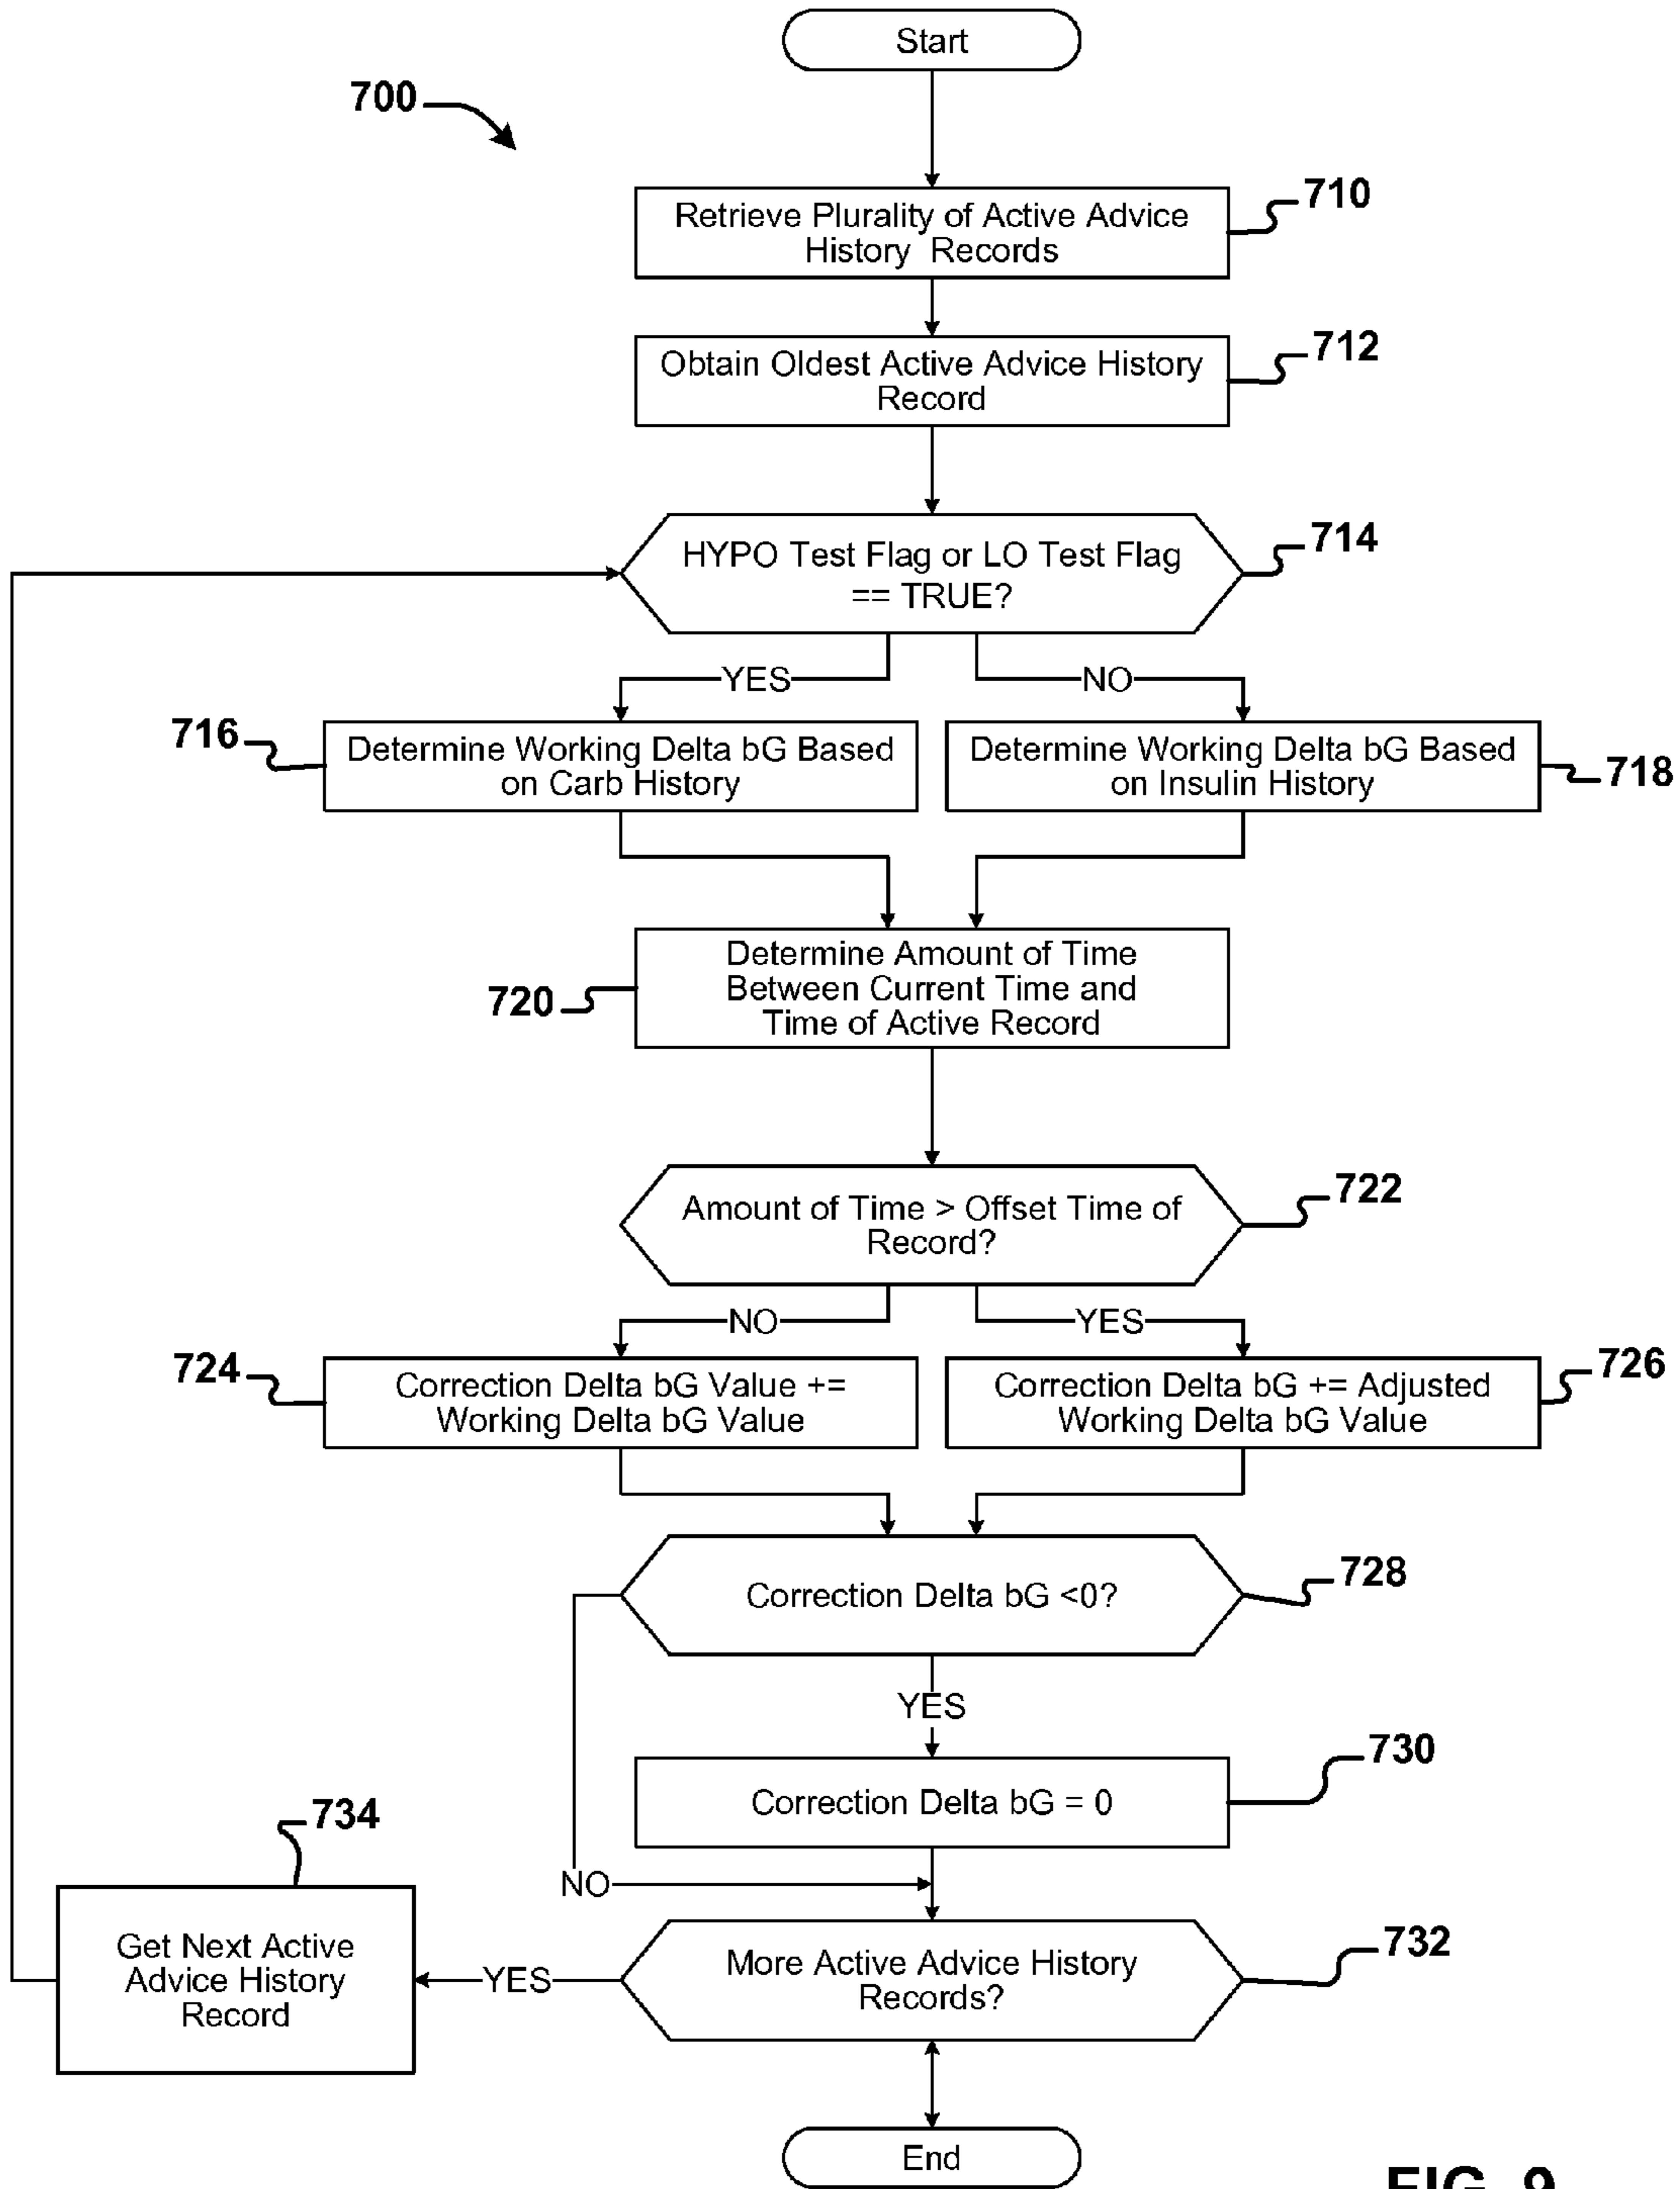 Start
700
Retrieve Plurality of Active Advice
History Records
710
Obtain Oldest Active Advice History
Record
712
HYPO Test Flag or LO Test Flag
== TRUE?
714
YES
NO
716
Determine Working Delta bG Based
on Carb History
Determine Working Delta bG Based
on Insulin History
718
Determine Amount of Time
Between Current Time and
Time of Active Record
720
Amount of Time > Offset Time of
Record?
722
NO
YES
724
Correction Delta bG Value +=
Working Delta bG Value
Correction Delta bG += Adjusted
Working Delta bG Value
726
Correction Delta bG <0?
728
YES
Correction Delta bG = 0
730
NO
734
Get Next Active
Advice History
Record
YES
More Active Advice History
Records?
732
End
FIG. 9